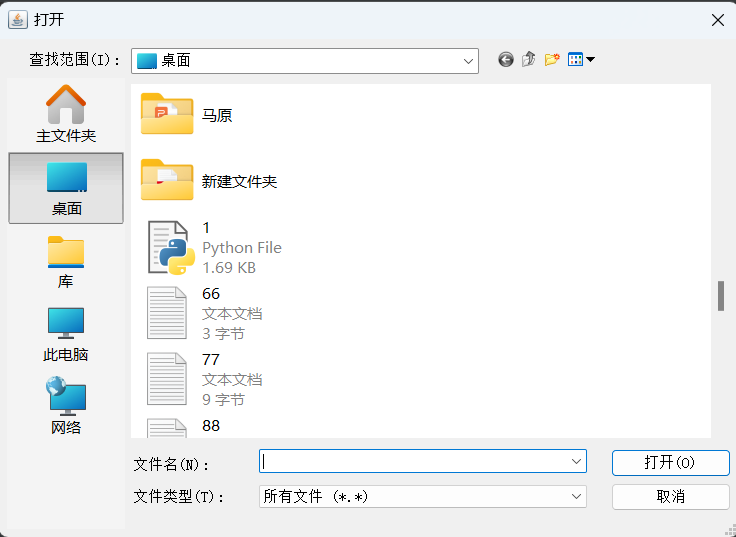 打开
查找范围(I):
桌面
主文件夹
桌面
库
此电脑
网络
马原
新建文件夹
1
Python File
1.69 KB
66
文本文档
3 字节
77
文本文档
9 字节
88
文件名(N):
打开(O)
文件类型(T):
所有文件 (*.*)
取消